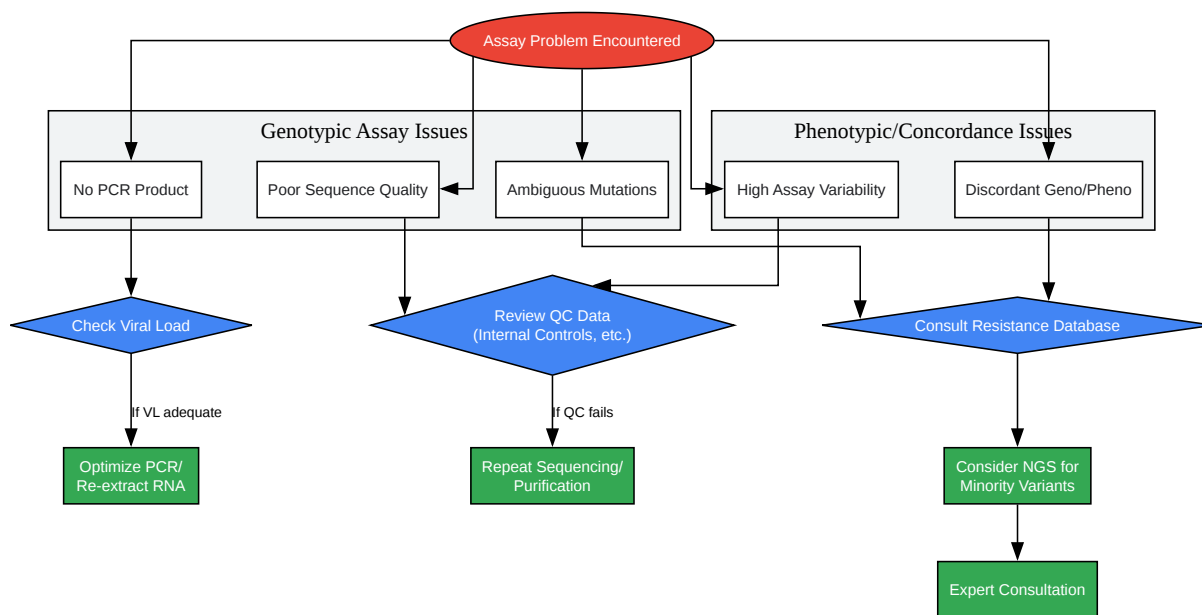 Assay Problem Encountered
Genotypic Assay Issues
Phenotypic/Concordance Issues
No PCR Product
Poor Sequence Quality
Ambiguous Mutations
High Assay Variability
Discordant Geno/Pheno
Check Viral Load
Review QC Data
(Internal Controls, etc.)
Consult Resistance Database
If VL adequate
If QC fails
Optimize PCR/
Re-extract RNA
Repeat Sequencing/
Purification
Consider NGS for
Minority Variants
Expert Consultation